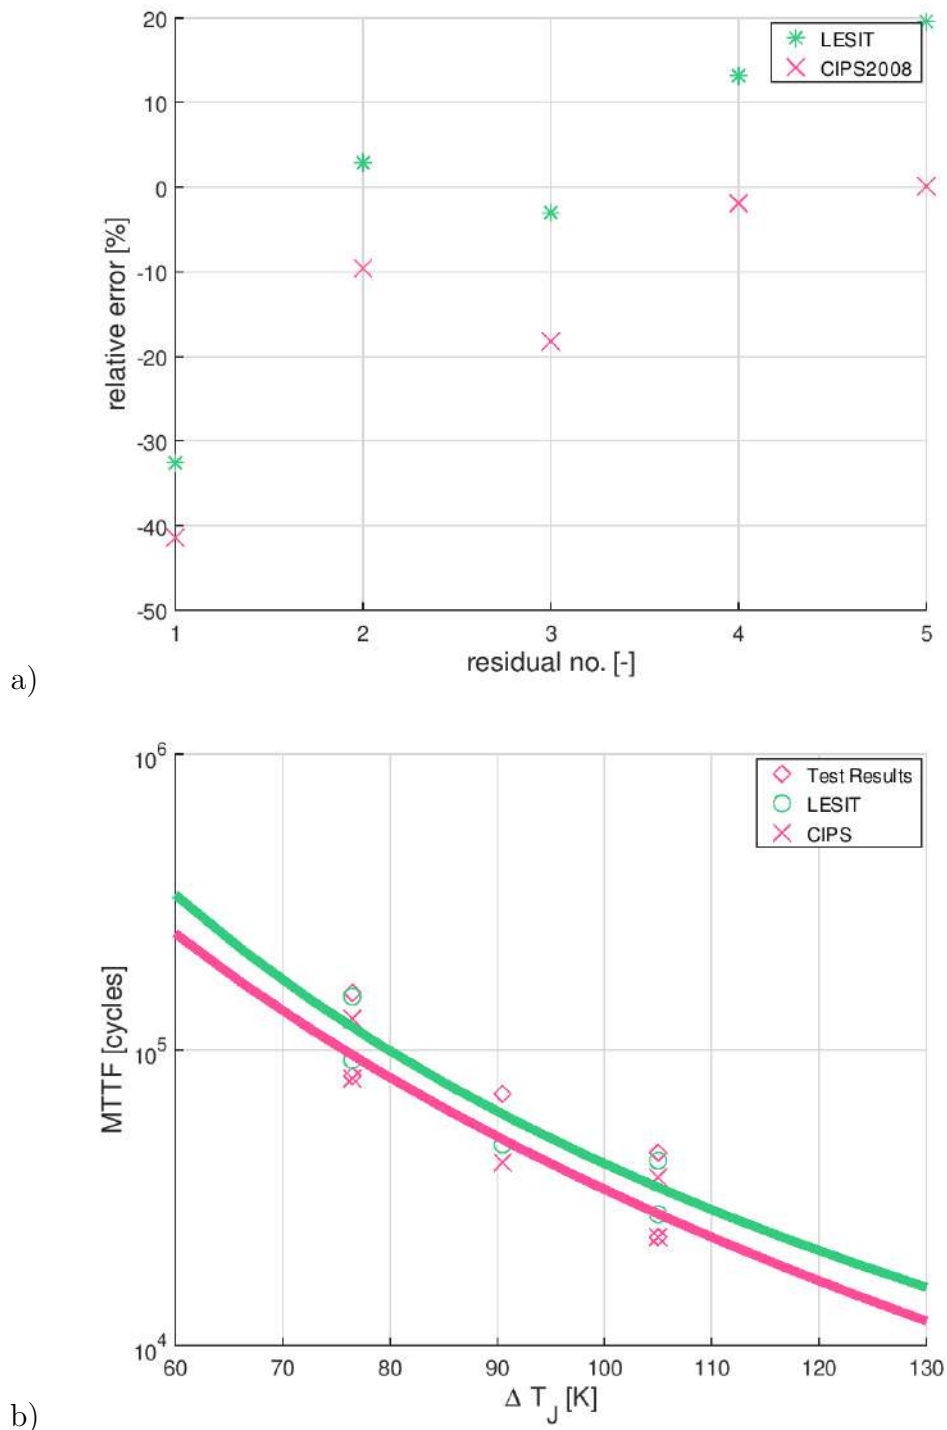 20
10
0
-10
-20
-30
-40
-50
relative error [%]
LESIT
CIPS2008
1 2 3 4 5
residual no. [-]
a)
10^6
10^5
10^4
MTTF [cycles]
Test Results
LESIT
CIPS
60 70 80 90 100 110 120 130
Δ T_J [K]
b)